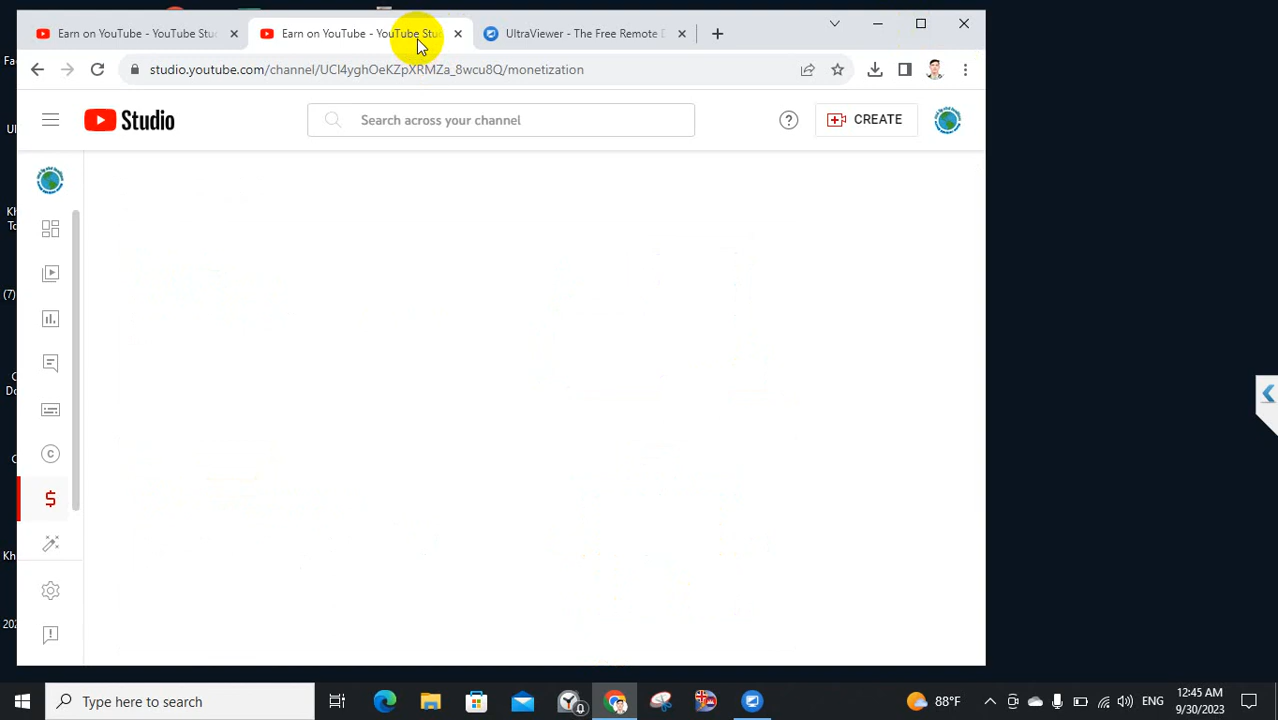 Earn on YouTube - YouTube Stu
Earn on YouTube - YouTube Stu
UltraViewer - The Free Remote D
studio.youtube.com/channel/UCl4yghOeKZpXRMZa_8wcu8Q/monetization
Studio
Search across your channel
CREATE
Type here to search
88°F
ENG
12:45 AM
9/30/2023